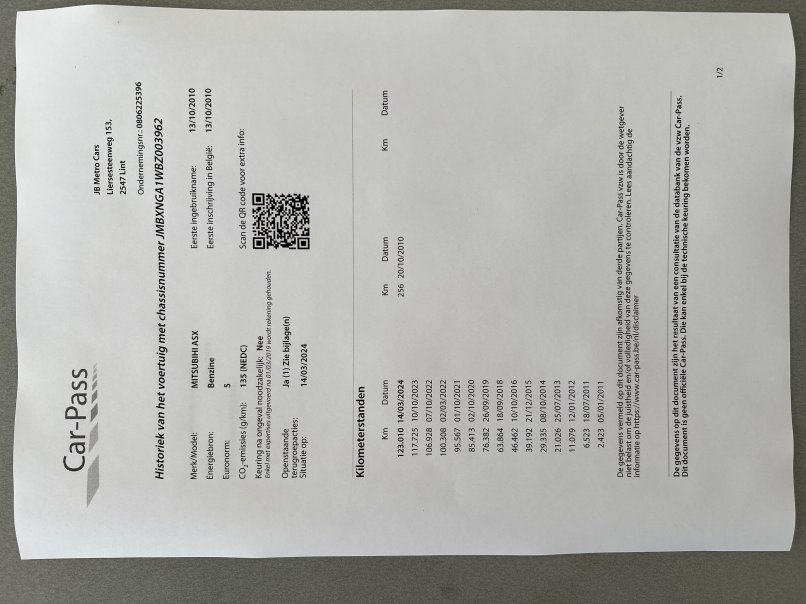 Car-Pass
JB Metro Cars
Liersesteenweg 153,
2547 Lint
Ondernemingsnr.: 0806225396
Historiek van het voertuig met chassisnummer JMBXNGA1WBZ003962
Merk/Model: MITSUBIHI ASX
Eerste ingebruikname: 13/10/2010
Energiebron: Benzine
Eerste inschrijving in België: 13/10/2010
Euronorm: 5
CO2-emissies (g/km): 135 (NEDC)
Scan de QR code voor extra info:
Keuring na ongeval noodzakelijk: Nee
Enkel met expertises uitgevoerd na 01/03/2019 wordt rekening gehouden.
Openstaande Ja (1) Zie bijlage(n)
terugroepacties:
Situatie op: 14/03/2024
Kilometerstanden
Km Datum Km Datum Km Datum
123.010 14/03/2024 256 20/10/2010
117.725 10/10/2023
106.928 07/10/2022
100.308 02/03/2022
95.567 01/10/2021
85.413 02/10/2020
76.382 26/09/2019
63.864 18/09/2018
46.462 10/10/2016
39.192 21/12/2015
29.335 08/10/2014
21.026 25/07/2013
11.079 12/01/2012
6.523 18/07/2011
2.423 05/01/2011
De gegevens vermeld op dit document zijn afkomstig van derde partijen. Car-Pass vzw is door de wetgever
niet belast om de juistheid en/of volledigheid van deze gegevens te controleren. Lees aandachtig de
informatie op https://www.car-pass.be/nl/disclaimer
De gegevens op dit document zijn het resultaat van een consultatie van de databank van de vzw Car-Pass.
Dit document is geen officiële Car-Pass. Die kan enkel bij de technische keuring bekomen worden.
1/2